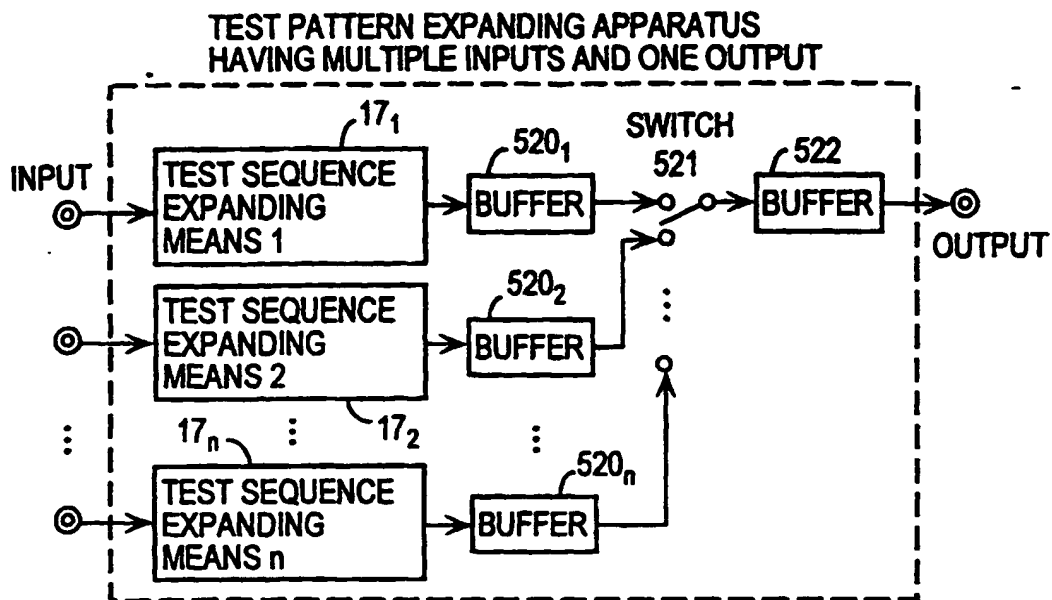 TEST PATTERN EXPANDING APPARATUS
HAVING MULTIPLE INPUTS AND ONE OUTPUT
INPUT
17₁
TEST SEQUENCE
EXPANDING
MEANS 1
520₁
BUFFER
SWITCH
521
522
BUFFER
OUTPUT
TEST SEQUENCE
EXPANDING
MEANS 2
17₂
520₂
BUFFER
17ₙ
TEST SEQUENCE
EXPANDING
MEANS n
520ₙ
BUFFER